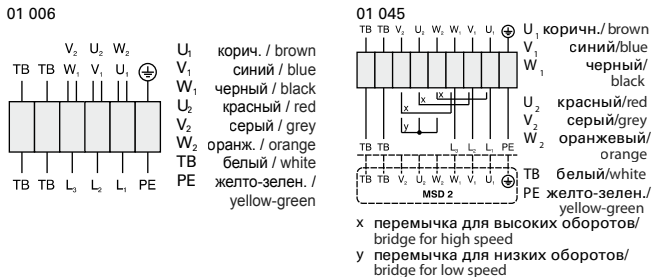 01 006
V₂ U₂ W₂
TB TB W₁ V₁ U₁
TB TB L₃ L₂ L₁ PE
U₁ корич. / brown
V₁ синий / blue
W₁ черный / black
U₂ красный / red
V₂ серый / grey
W₂ оранж. / orange
TB белый / white
PE желто-зелен. /
yellow-green
01 045
TB TB V₂ U₂ W₂ W₁ V₁ U₁
x x
y
TB TB L₃ L₂ L₁ PE
TB TB V₂ U₂ W₂ W₁ V₁ U₁
MSD 2
U₁ коричн./ brown
V₁ синий/blue
W₁ черный/
black
U₂ красный/red
V₂ серый/grey
W₂ оранжевый/
orange
TB белый/white
PE желто-зелен./
yellow-green
x перемычка для высоких оборотов/
bridge for high speed
y перемычка для низких оборотов/
bridge for low speed